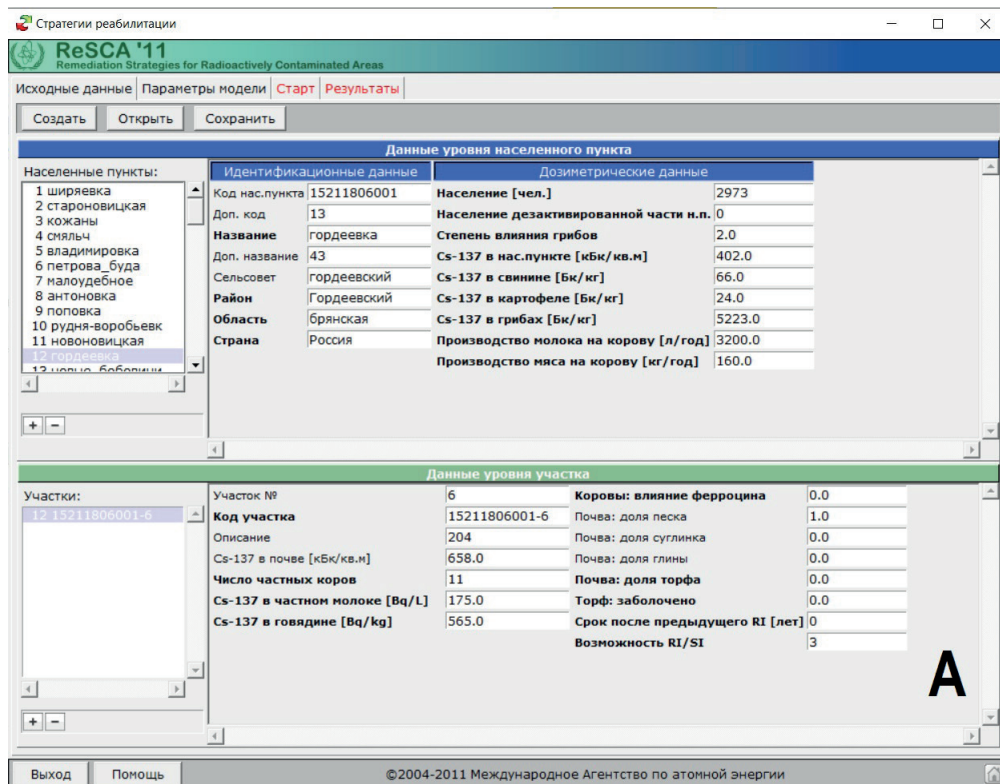 Стратегии реабилитации
ReSCA '11
Remediation Strategies for Radioactively Contaminated Areas
Исходные данные Параметры модели Старт Результаты
Создать Открыть Сохранить
Данные уровня населенного пункта
Населенные пункты:
1 ширяевка
2 староновицкая
3 кожаны
4 смяльч
5 владимировка
6 петрова_буда
7 малоудебное
8 антоновка
9 поповка
10 рудня-воробьевк
11 новоновицкая
12 гордеевка
13 новые_бобовичи
Идентификационные данные Дозиметрические данные
Код нас.пункта 15211806001 Население [чел.] 2973
Доп. код 13 Население дезактивированной части н.п. 0
Название гордеевка Степень влияния грибов 2.0
Доп. название 43 Cs-137 в нас.пункте [кБк/кв.м] 402.0
Сельсовет гордеевский Cs-137 в свинине [Бк/кг] 66.0
Район Гордеевский Cs-137 в картофеле [Бк/кг] 24.0
Область брянская Cs-137 в грибах [Бк/кг] 5223.0
Страна Россия Производство молока на корову [л/год] 3200.0
Производство мяса на корову [кг/год] 160.0
+ −
Данные уровня участка
Участки:
12 15211806001-6
Участок № 6 Коровы: влияние ферроцина 0.0
Код участка 15211806001-6 Почва: доля песка 1.0
Описание 204 Почва: доля суглинка 0.0
Cs-137 в почве [кБк/кв.м] 658.0 Почва: доля глины 0.0
Число частных коров 11 Почва: доля торфа 0.0
Cs-137 в частном молоке [Bq/L] 175.0 Торф: заболочено 0.0
Cs-137 в говядине [Bq/kg] 565.0 Срок после предыдущего RI [лет] 0
Возможность RI/SI 3
A
+ −
Выход Помощь ©2004-2011 Международное Агентство по атомной энергии